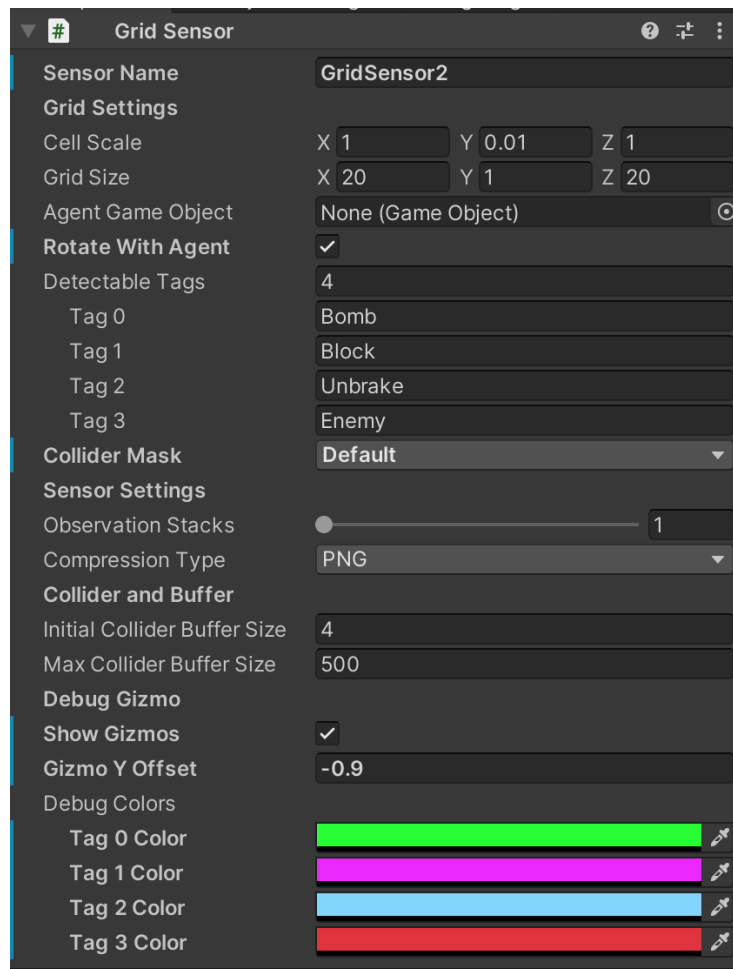 # Grid Sensor
Sensor Name GridSensor2
Grid Settings
Cell Scale X 1 Y 0.01 Z 1
Grid Size X 20 Y 1 Z 20
Agent Game Object None (Game Object)
Rotate With Agent
Detectable Tags 4
Tag 0 Bomb
Tag 1 Block
Tag 2 Unbrake
Tag 3 Enemy
Collider Mask Default
Sensor Settings
Observation Stacks 1
Compression Type PNG
Collider and Buffer
Initial Collider Buffer Size 4
Max Collider Buffer Size 500
Debug Gizmo
Show Gizmos
Gizmo Y Offset -0.9
Debug Colors
Tag 0 Color
Tag 1 Color
Tag 2 Color
Tag 3 Color